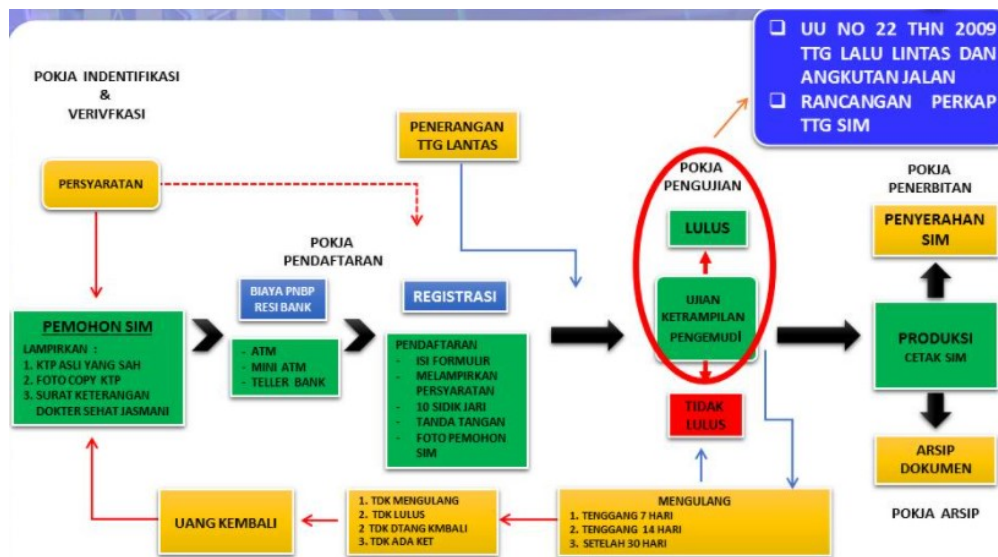 UU NO 22 THN 2009
TTG LALU LINTAS DAN
ANGKUTAN JALAN
RANCANGAN PERKAP
TTG SIM
POKJA INDENTIFIKASI
&
VERIVFKASI
PENERANGAN
TTG LANTAS
PERSYARATAN
POKJA
PENGUJIAN
POKJA
PENERBITAN
LULUS
PENYERAHAN
SIM
POKJA
PENDAFTARAN
BIAYA PNBP
RESI BANK
REGISTRASI
UJIAN
KETRAMPILAN
PENGEMUDI
PEMOHON SIM
LAMPIRKAN :
1. KTP ASLI YANG SAH
2. FOTO COPY KTP
3. SURAT KETERANGAN
DOKTER SEHAT JASMANI
- ATM
- MINI ATM
- TELLER BANK
PENDAFTARAN
- ISI FORMULIR
- MELAMPIRKAN
PERSYARATAN
- 10 SIDIK JARI
- TANDA TANGAN
- FOTO PEMOHON
SIM
PRODUKSI
CETAK SIM
TIDAK
LULUS
ARSIP
DOKUMEN
UANG KEMBALI
1. TDK MENGULANG
2. TDK LULUS
2 TDK DTANG KMBALI
3. TDK ADA KET
MENGULANG
1. TENGGANG 7 HARI
2. TENGGANG 14 HARI
3. SETELAH 30 HARI
POKJA ARSIP